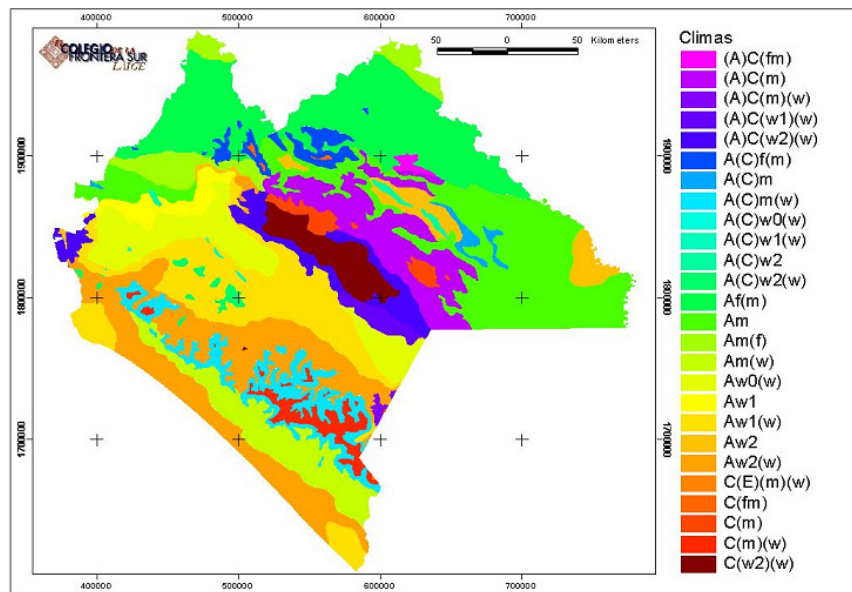 400000 500000 600000 700000
EL COLEGIO DE LA
FRONTERA SUR
LAIGE
50 0 50 Kilometers
1900000 1900000
1800000 1800000
1700000 1700000
400000 500000 600000 700000
Climas
(A)C(fm)
(A)C(m)
(A)C(m)(w)
(A)C(w1)(w)
(A)C(w2)(w)
A(C)f(m)
A(C)m
A(C)m(w)
A(C)w0(w)
A(C)w1(w)
A(C)w2
A(C)w2(w)
Af(m)
Am
Am(f)
Am(w)
Aw0(w)
Aw1
Aw1(w)
Aw2
Aw2(w)
C(E)(m)(w)
C(fm)
C(m)
C(m)(w)
C(w2)(w)